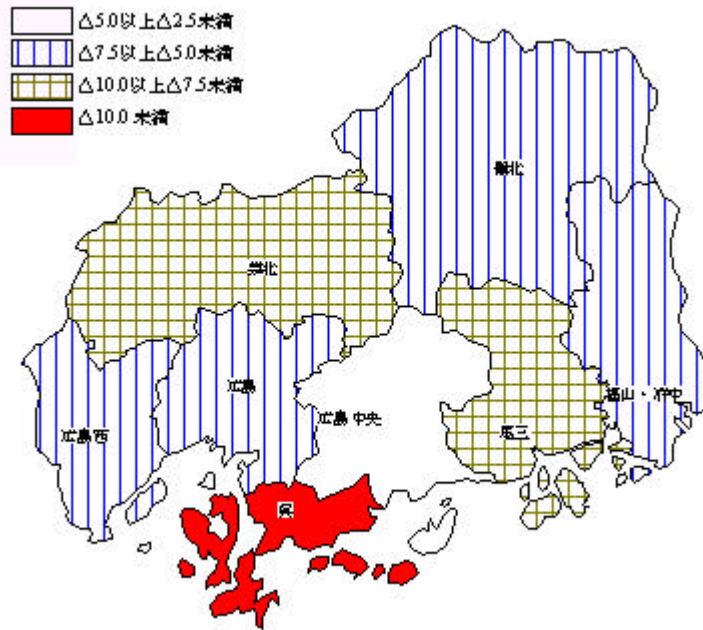 △5.0以上△2.5未満
△7.5以上△5.0未満
△10.0以上△7.5未満
△10.0 未満
備北
芸北
広島
福山・府中
広島 中央
尾三
広島西
呉